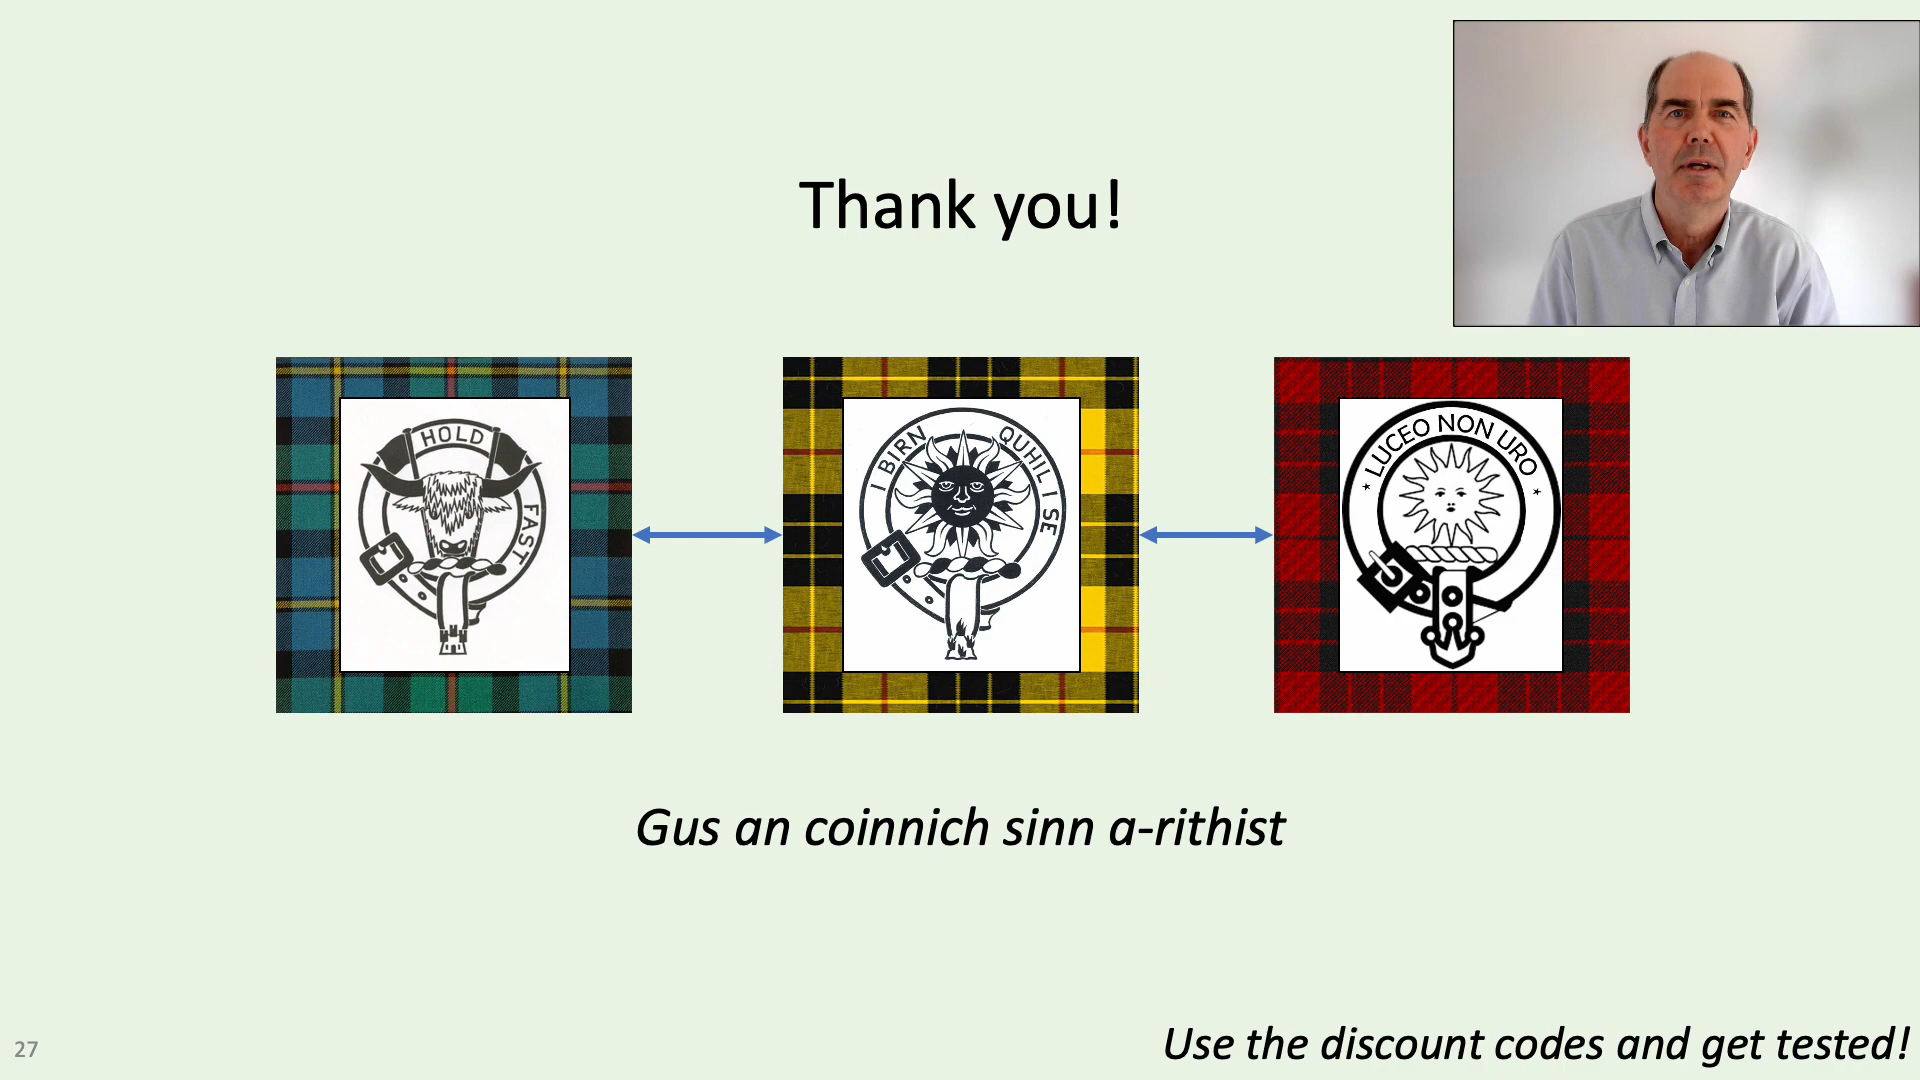 Thank you!
HOLD FAST
I BIRN QUHIL I SE
* LUCEO NON URO *
Gus an coinnich sinn a-rithist
27
Use the discount codes and get tested!